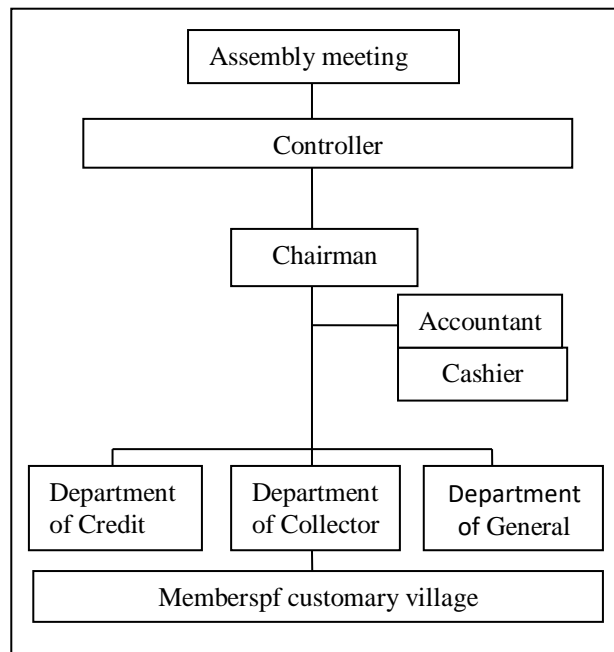 Assembly meeting
Controller
Chairman
Accountant
Cashier
Department
of Credit
Department
of Collector
Department
of General
Memberspf customary village